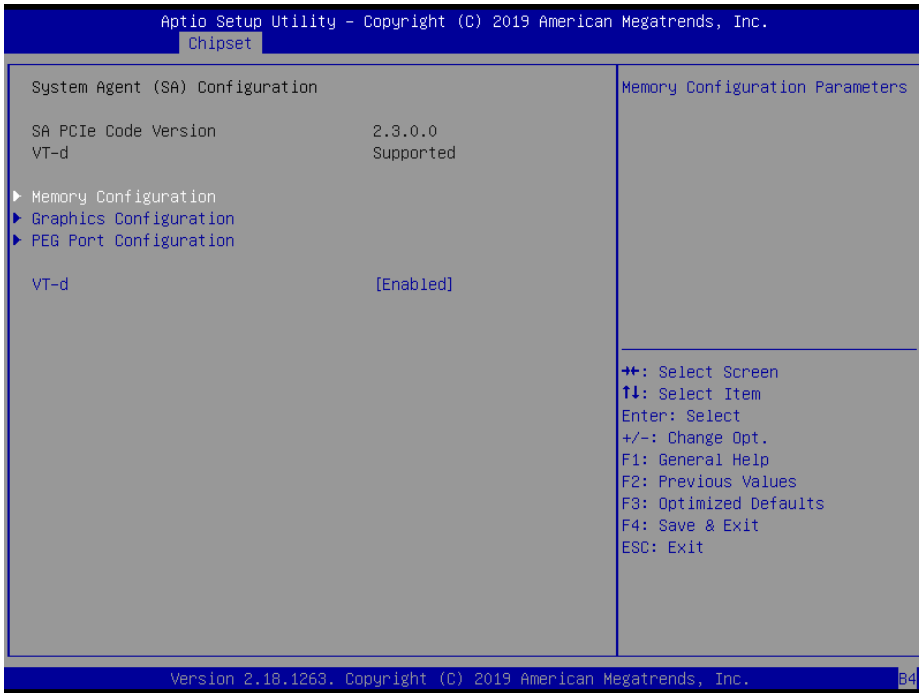 Aptio Setup Utility – Copyright (C) 2019 American Megatrends, Inc.
Chipset
System Agent (SA) Configuration
SA PCIe Code Version 2.3.0.0
VT-d Supported
▶ Memory Configuration
▶ Graphics Configuration
▶ PEG Port Configuration
VT-d [Enabled]
Memory Configuration Parameters
→←: Select Screen
↑↓: Select Item
Enter: Select
+/-: Change Opt.
F1: General Help
F2: Previous Values
F3: Optimized Defaults
F4: Save & Exit
ESC: Exit
Version 2.18.1263. Copyright (C) 2019 American Megatrends, Inc.
B4